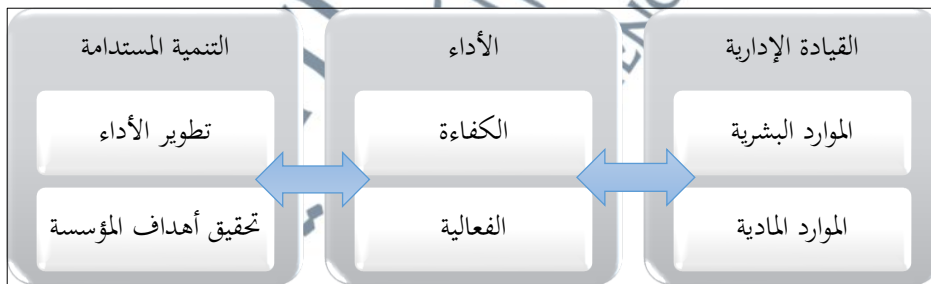 القيادة الإدارية
الموارد البشرية
الموارد المادية
الأداء
الكفاءة
الفعالية
التنمية المستدامة
تطوير الأداء
تحقيق أهداف المؤسسة